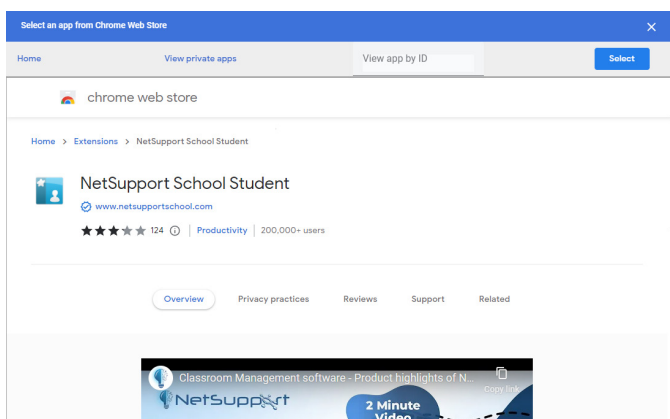 Select an app from Chrome Web Store
Home View private apps View app by ID Select
chrome web store
Home > Extensions > NetSupport School Student
NetSupport School Student
www.netsupportschool.com
124 Productivity 200,000+ users
Overview Privacy practices Reviews Support Related
Classroom Management software - Product highlights of N...
Copy link
NetSupport
2 Minute
Video